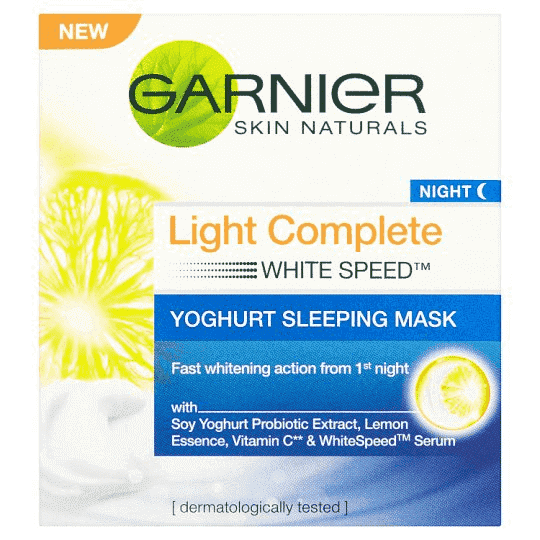 NEW
GARNIER
SKIN NATURALS
NIGHT
Light Complete
WHITE SPEED™
YOGHURT SLEEPING MASK
Fast whitening action from 1st night
with
Soy Yoghurt Probiotic Extract, Lemon
Essence, Vitamin C** & WhiteSpeed™ Serum
[ dermatologically tested ]